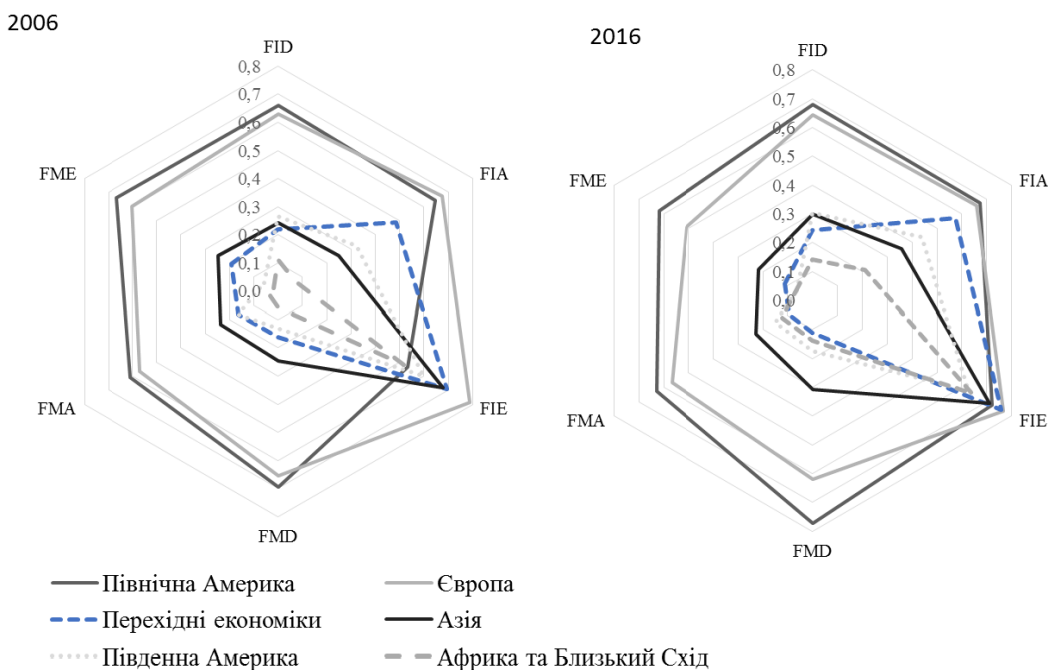 2006
FID
0,8
0,7
0,6
0,5
0,4
0,3
0,2
0,1
0,0
FIA
FIE
FMD
FMA
FME
2016
FID
0,8
0,7
0,6
0,5
0,4
0,3
0,2
0,1
0,0
FIA
FIE
FMD
FMA
FME
Північна Америка
Європа
Перехідні економіки
Азія
Південна Америка
Африка та Близький Схід